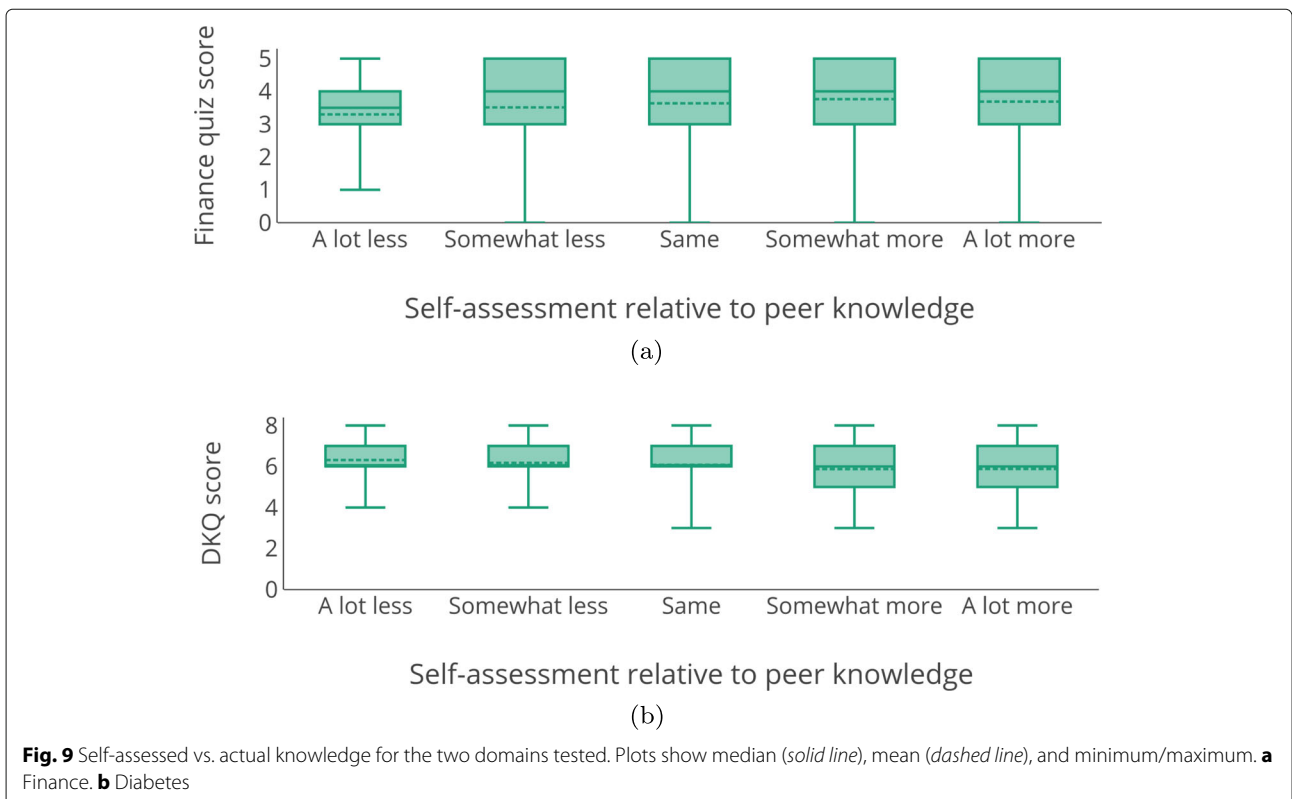 Finance quiz score
5
4
3
2
1
0
A lot less Somewhat less Same Somewhat more A lot more
Self-assessment relative to peer knowledge
(a)
DKQ score
8
6
4
2
0
A lot less Somewhat less Same Somewhat more A lot more
Self-assessment relative to peer knowledge
(b)
Fig. 9 Self-assessed vs. actual knowledge for the two domains tested. Plots show median (solid line), mean (dashed line), and minimum/maximum. a
Finance. b Diabetes